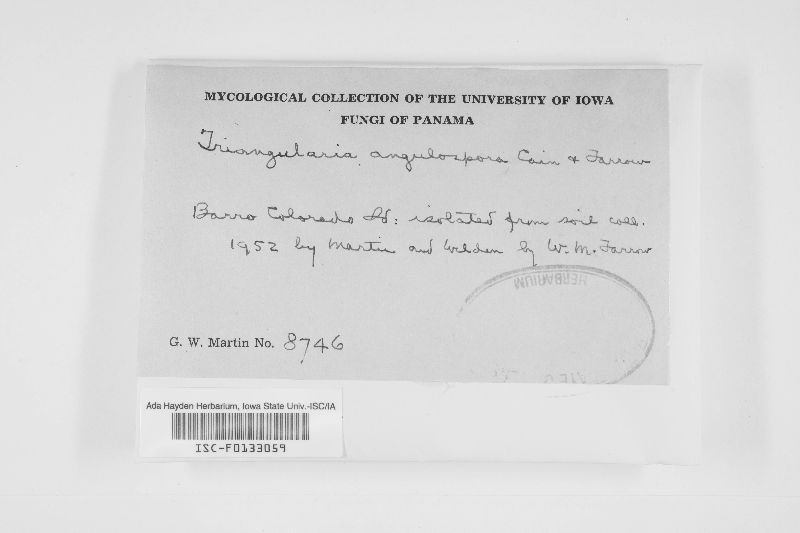 MYCOLOGICAL COLLECTION OF THE UNIVERSITY OF IOWA
FUNGI OF PANAMA
Triangularia angulospora Cain & Farrow
Barro Colorado Id: isolated from soil coll.
1952 by Martin and Welden by W. M. Farrow
HERBARIUM
G. W. Martin No. 8746
Ada Hayden Herbarium, Iowa State Univ.-ISC/IA
ISC-F0133059